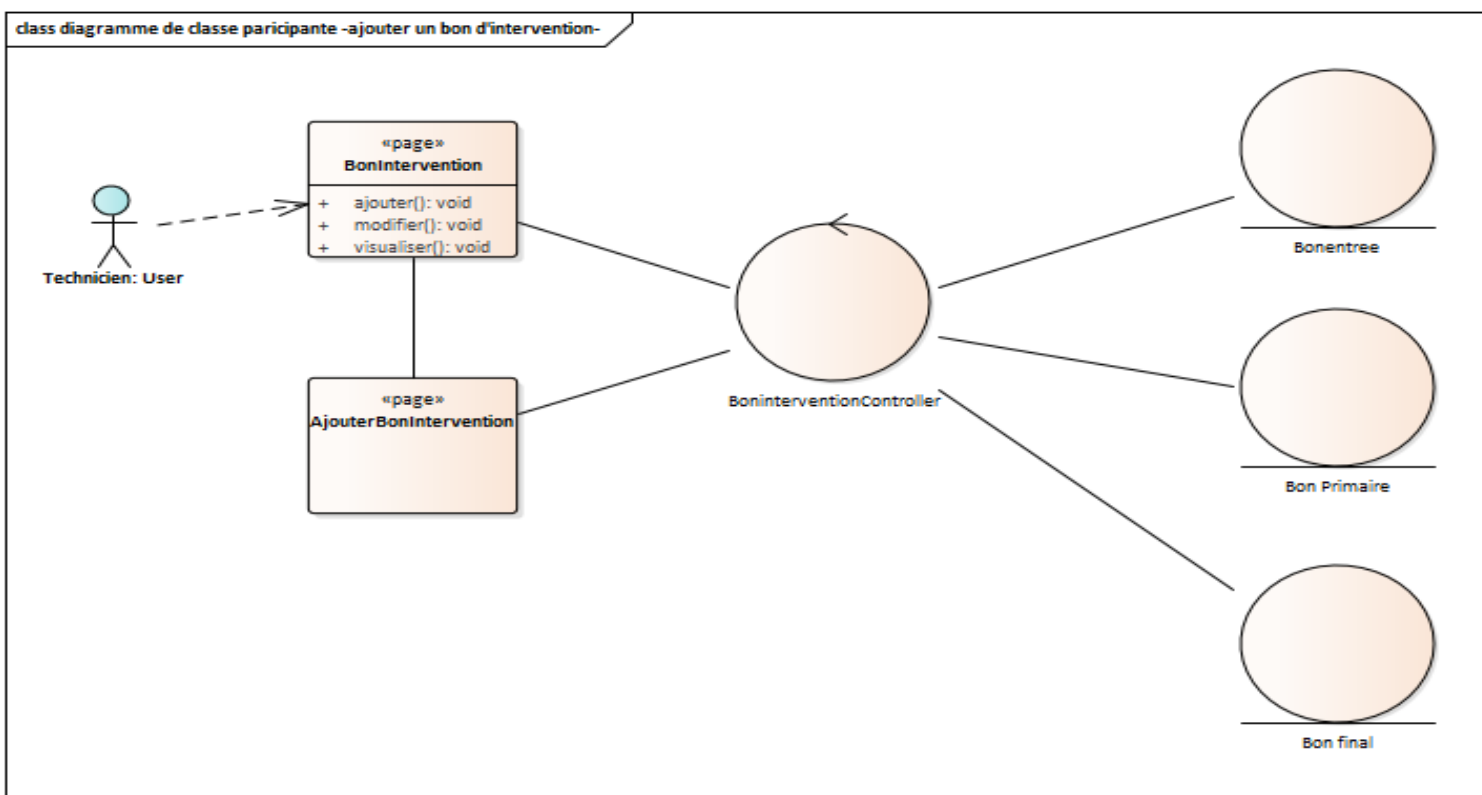 class diagramme de classe paricipante -ajouter un bon d'intervention-
«page»
BonIntervention
+ ajouter(): void
+ modifier(): void
+ visualiser(): void
Technicien: User
«page»
AjouterBonIntervention
BoninterventionController
Bonentree
Bon Primaire
Bon final